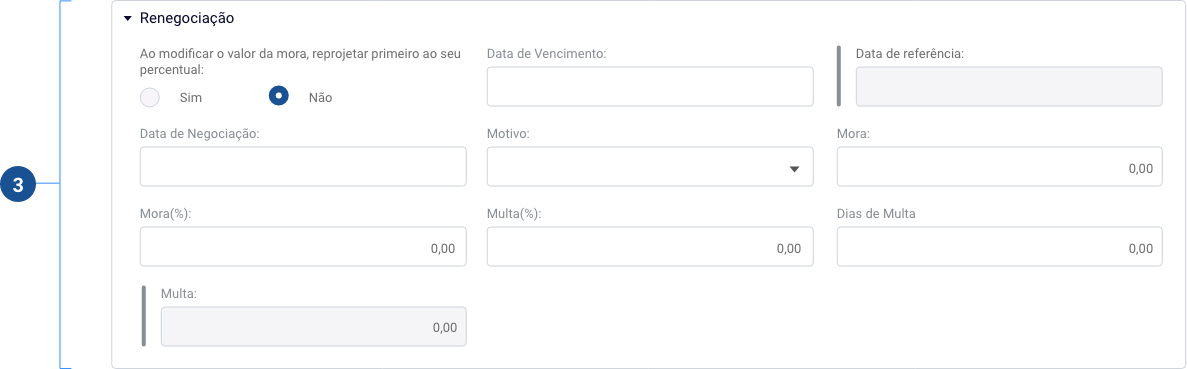 Renegociação
Ao modificar o valor da mora, reprojetar primeiro ao seu
percentual:
Sim
Não
Data de Vencimento:
Data de referência:
Data de Negociação:
Motivo:
Mora:
0,00
3
Mora(%):
0,00
Multa(%):
0,00
Dias de Multa
0,00
Multa:
0,00